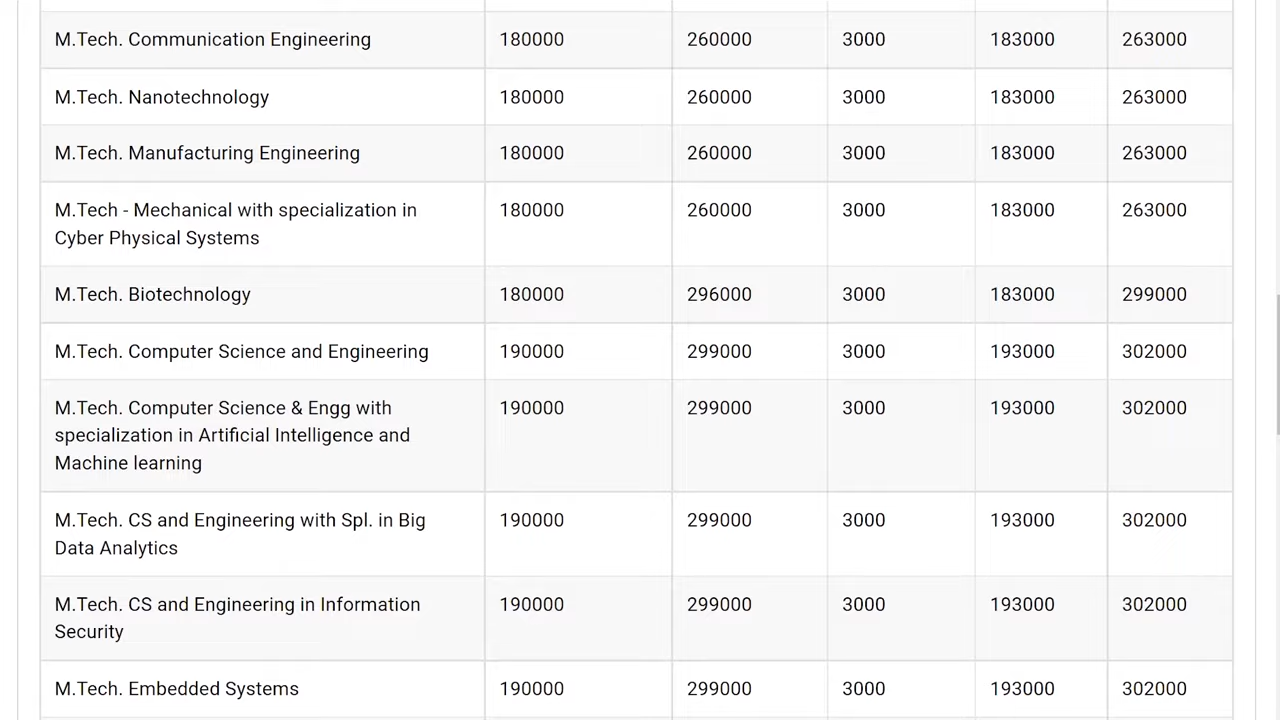 M.Tech. Communication Engineering 180000 260000 3000 183000 263000
M.Tech. Nanotechnology 180000 260000 3000 183000 263000
M.Tech. Manufacturing Engineering 180000 260000 3000 183000 263000
M.Tech - Mechanical with specialization in 180000 260000 3000 183000 263000
Cyber Physical Systems
M.Tech. Biotechnology 180000 296000 3000 183000 299000
M.Tech. Computer Science and Engineering 190000 299000 3000 193000 302000
M.Tech. Computer Science & Engg with 190000 299000 3000 193000 302000
specialization in Artificial Intelligence and
Machine learning
M.Tech. CS and Engineering with Spl. in Big 190000 299000 3000 193000 302000
Data Analytics
M.Tech. CS and Engineering in Information 190000 299000 3000 193000 302000
Security
M.Tech. Embedded Systems 190000 299000 3000 193000 302000